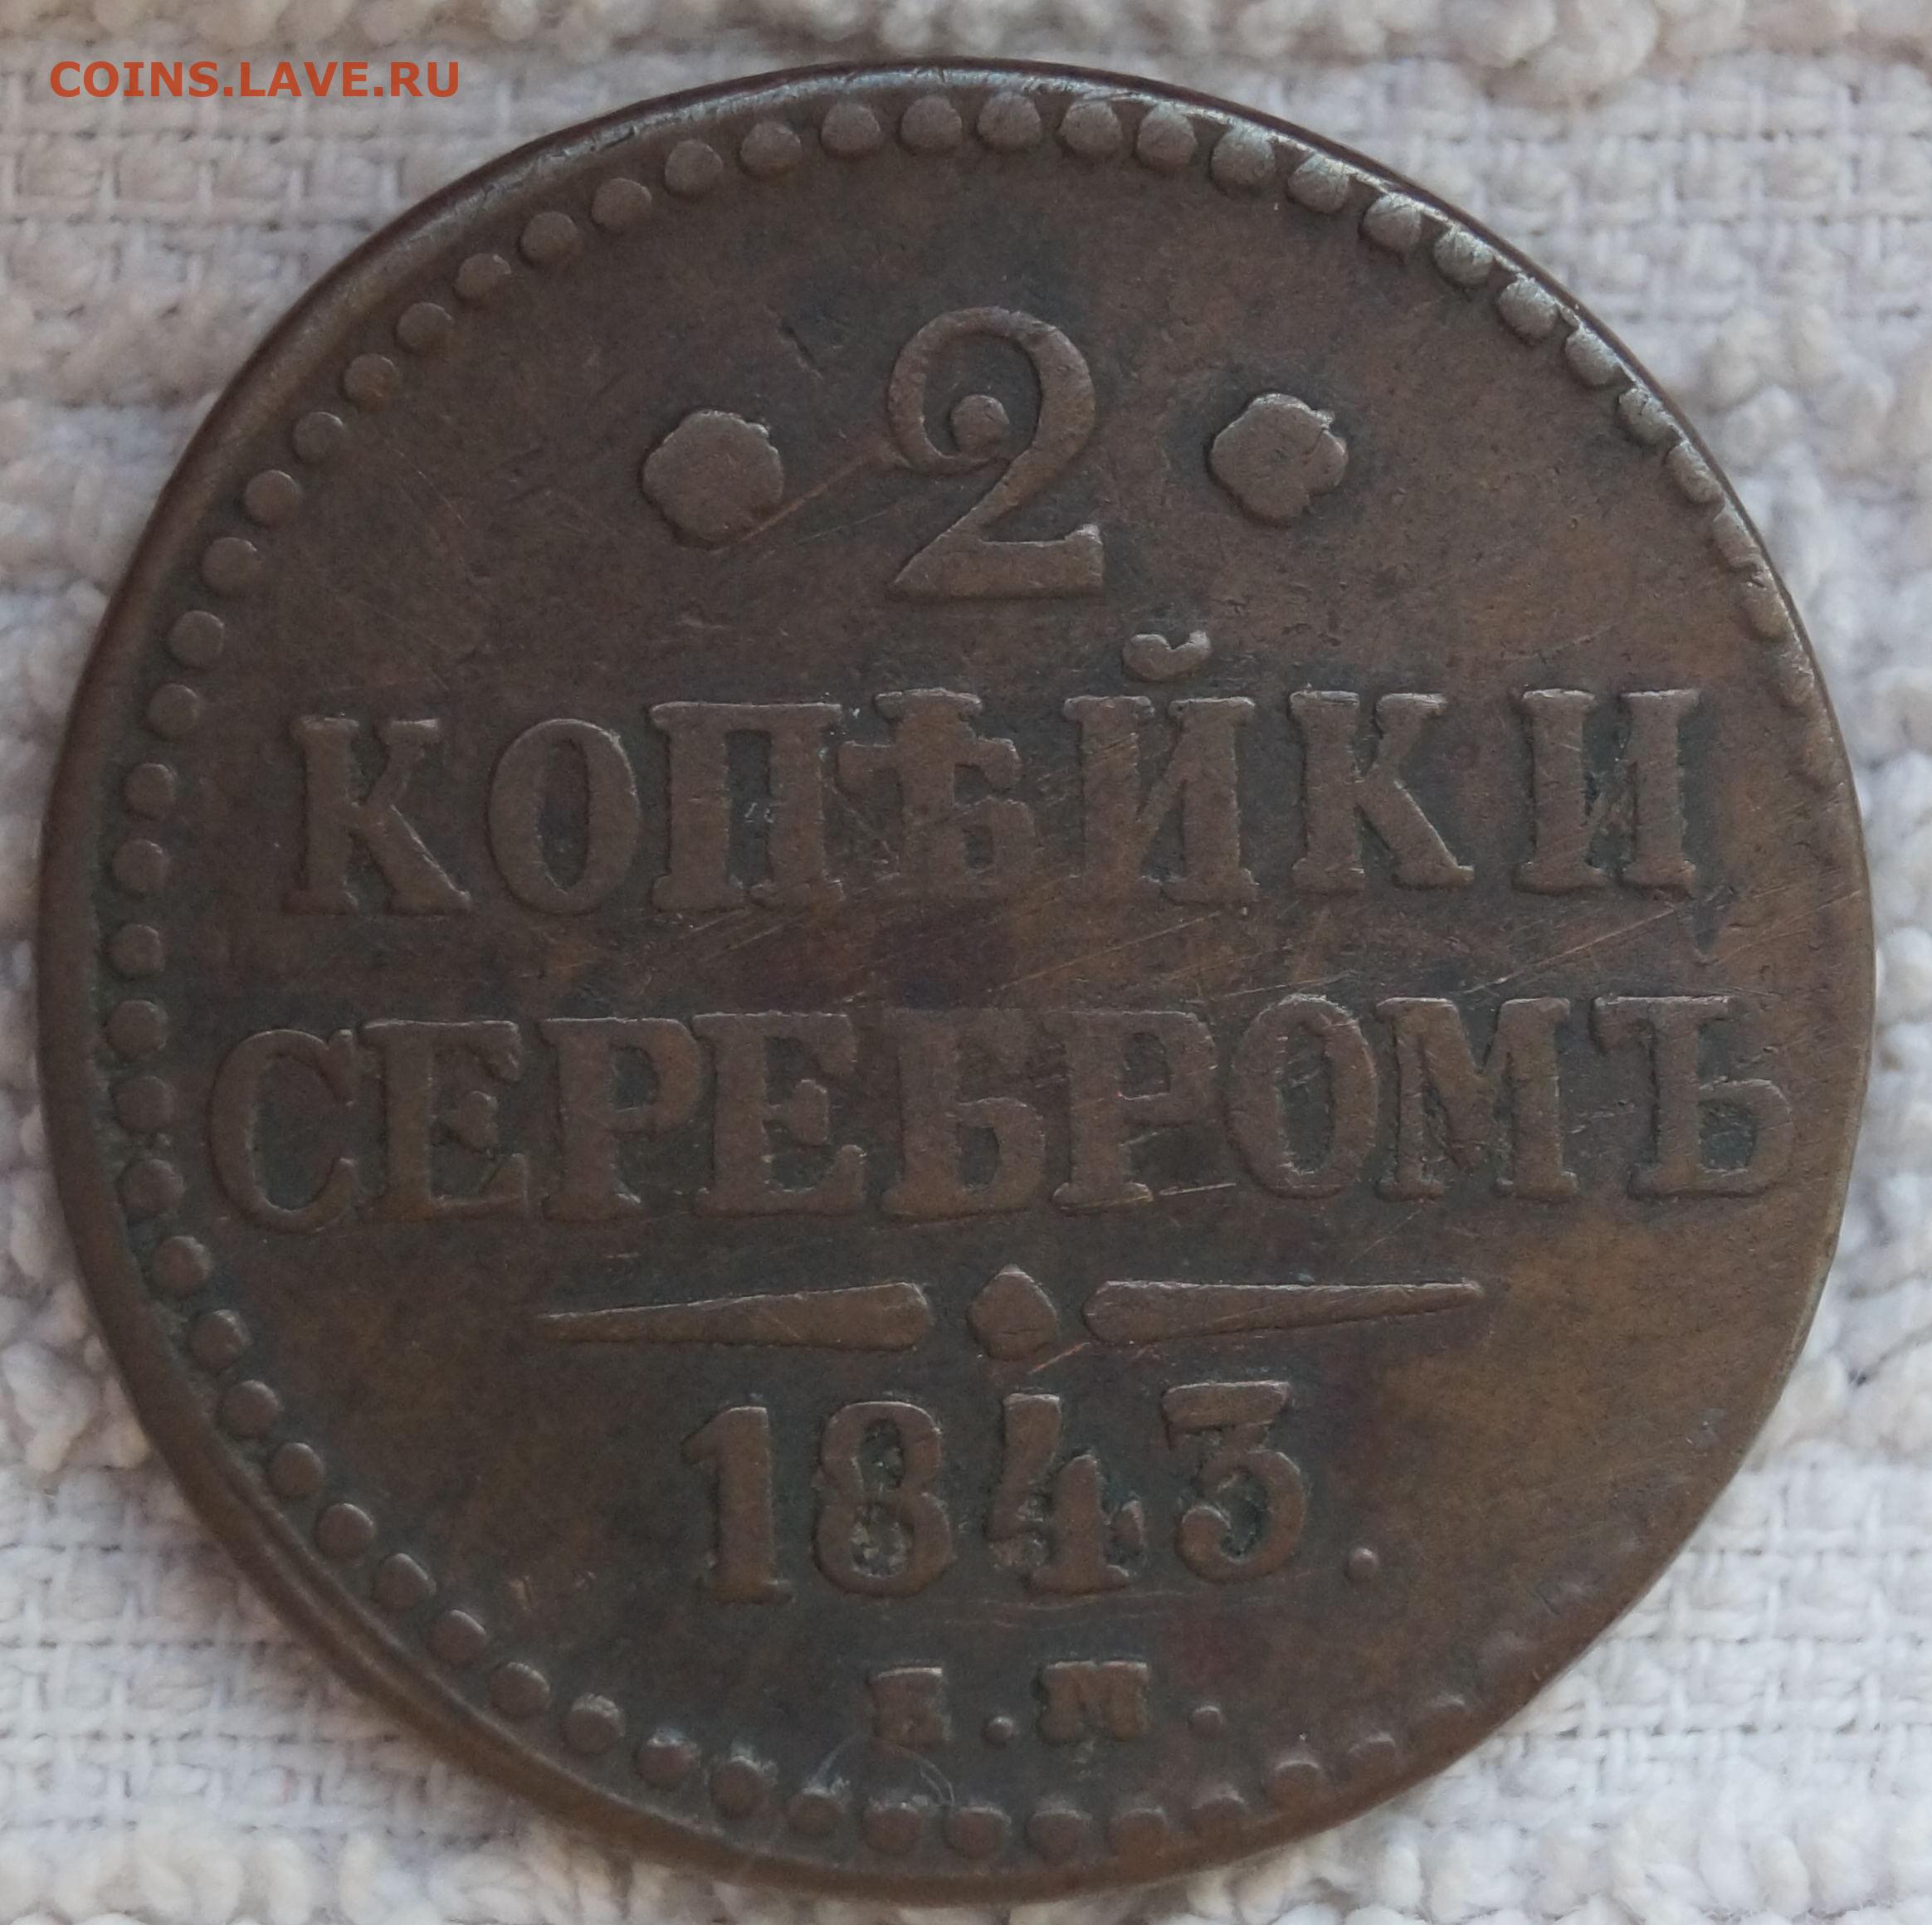 COINS.LAVE.RU
2
КОПѢЙКИ
СЕРЕБРОМЪ
1843.
Е.М.